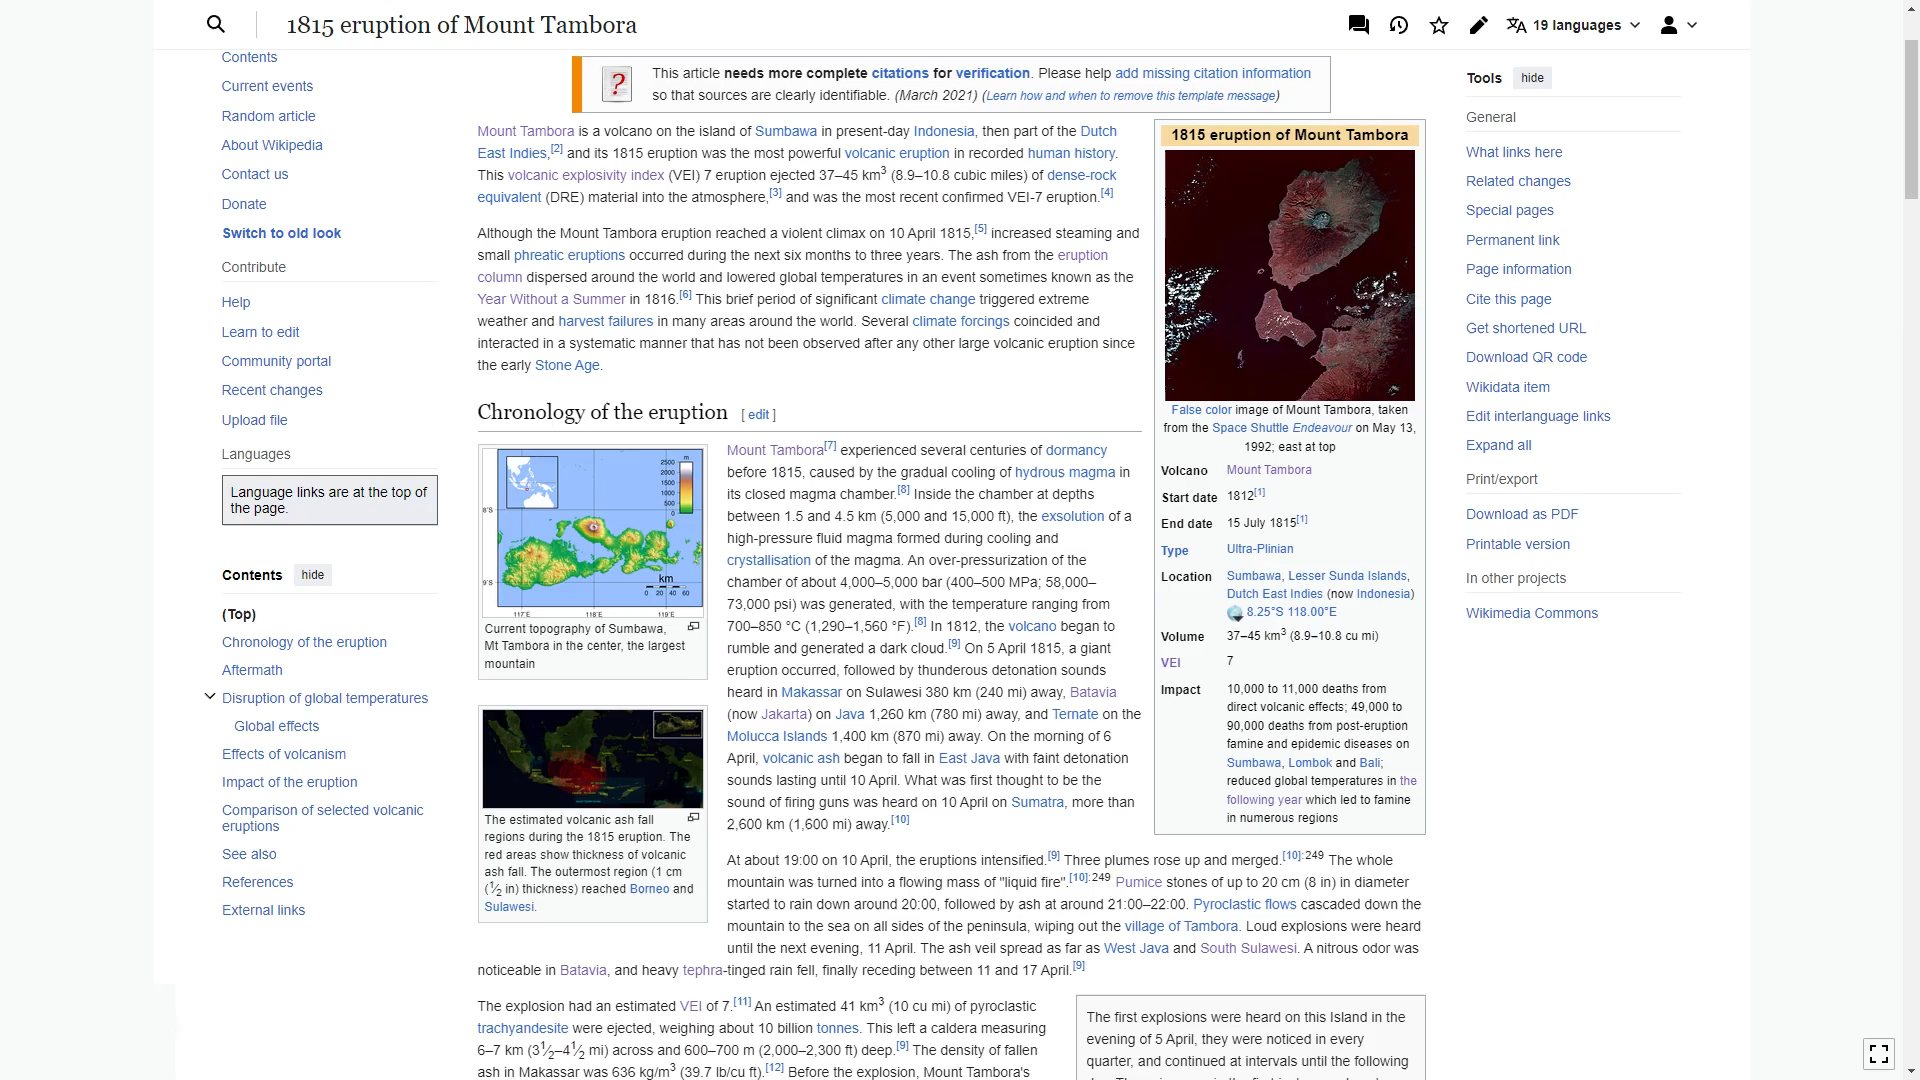 1815 eruption of Mount Tambora
19 languages
Contents
Current events
Random article
About Wikipedia
Contact us
Donate
Switch to old look
Contribute
Help
Learn to edit
Community portal
Recent changes
Upload file
Languages
Language links are at the top of
the page.
Contents hide
(Top)
Chronology of the eruption
Aftermath
Disruption of global temperatures
Global effects
Effects of volcanism
Impact of the eruption
Comparison of selected volcanic
eruptions
See also
References
External links
?
This article needs more complete citations for verification. Please help add missing citation information
so that sources are clearly identifiable. (March 2021) (Learn how and when to remove this template message)
Mount Tambora is a volcano on the island of Sumbawa in present-day Indonesia, then part of the Dutch
East Indies,[2] and its 1815 eruption was the most powerful volcanic eruption in recorded human history.
This volcanic explosivity index (VEI) 7 eruption ejected 37–45 km3 (8.9–10.8 cubic miles) of dense-rock
equivalent (DRE) material into the atmosphere,[3] and was the most recent confirmed VEI-7 eruption.[4]
Although the Mount Tambora eruption reached a violent climax on 10 April 1815,[5] increased steaming and
small phreatic eruptions occurred during the next six months to three years. The ash from the eruption
column dispersed around the world and lowered global temperatures in an event sometimes known as the
Year Without a Summer in 1816.[6] This brief period of significant climate change triggered extreme
weather and harvest failures in many areas around the world. Several climate forcings coincided and
interacted in a systematic manner that has not been observed after any other large volcanic eruption since
the early Stone Age.
Chronology of the eruption [ edit ]
m
2500
2000
1500
1000
500
0
8°S
9°S
km
0 20 40 60
117°E 118°E 119°E
Current topography of Sumbawa,
Mt Tambora in the center, the largest
mountain
The estimated volcanic ash fall
regions during the 1815 eruption. The
red areas show thickness of volcanic
ash fall. The outermost region (1 cm
(1⁄2 in) thickness) reached Borneo and
Sulawesi.
Mount Tambora[7] experienced several centuries of dormancy
before 1815, caused by the gradual cooling of hydrous magma in
its closed magma chamber.[8] Inside the chamber at depths
between 1.5 and 4.5 km (5,000 and 15,000 ft), the exsolution of a
high-pressure fluid magma formed during cooling and
crystallisation of the magma. An over-pressurization of the
chamber of about 4,000–5,000 bar (400–500 MPa; 58,000–
73,000 psi) was generated, with the temperature ranging from
700–850 °C (1,290–1,560 °F).[8] In 1812, the volcano began to
rumble and generated a dark cloud.[9] On 5 April 1815, a giant
eruption occurred, followed by thunderous detonation sounds
heard in Makassar on Sulawesi 380 km (240 mi) away, Batavia
(now Jakarta) on Java 1,260 km (780 mi) away, and Ternate on the
Molucca Islands 1,400 km (870 mi) away. On the morning of 6
April, volcanic ash began to fall in East Java with faint detonation
sounds lasting until 10 April. What was first thought to be the
sound of firing guns was heard on 10 April on Sumatra, more than
2,600 km (1,600 mi) away.[10]
At about 19:00 on 10 April, the eruptions intensified.[9] Three plumes rose up and merged.[10]:249 The whole
mountain was turned into a flowing mass of "liquid fire".[10]:249 Pumice stones of up to 20 cm (8 in) in diameter
started to rain down around 20:00, followed by ash at around 21:00–22:00. Pyroclastic flows cascaded down the
mountain to the sea on all sides of the peninsula, wiping out the village of Tambora. Loud explosions were heard
until the next evening, 11 April. The ash veil spread as far as West Java and South Sulawesi. A nitrous odor was
noticeable in Batavia, and heavy tephra-tinged rain fell, finally receding between 11 and 17 April.[9]
The explosion had an estimated VEI of 7.[11] An estimated 41 km3 (10 cu mi) of pyroclastic
trachyandesite were ejected, weighing about 10 billion tonnes. This left a caldera measuring
6–7 km (31⁄2–41⁄2 mi) across and 600–700 m (2,000–2,300 ft) deep.[9] The density of fallen
ash in Makassar was 636 kg/m3 (39.7 lb/cu ft).[12] Before the explosion, Mount Tambora's
The first explosions were heard on this Island in the
evening of 5 April, they were noticed in every
quarter, and continued at intervals until the following
1815 eruption of Mount Tambora
False color image of Mount Tambora, taken
from the Space Shuttle Endeavour on May 13,
1992; east at top
Volcano Mount Tambora
Start date 1812[1]
End date 15 July 1815[1]
Type Ultra-Plinian
Location Sumbawa, Lesser Sunda Islands,
Dutch East Indies (now Indonesia)
8.25°S 118.00°E
Volume 37–45 km3 (8.9–10.8 cu mi)
VEI 7
Impact 10,000 to 11,000 deaths from
direct volcanic effects; 49,000 to
90,000 deaths from post-eruption
famine and epidemic diseases on
Sumbawa, Lombok and Bali;
reduced global temperatures in the
following year which led to famine
in numerous regions
Tools hide
General
What links here
Related changes
Special pages
Permanent link
Page information
Cite this page
Get shortened URL
Download QR code
Wikidata item
Edit interlanguage links
Expand all
Print/export
Download as PDF
Printable version
In other projects
Wikimedia Commons